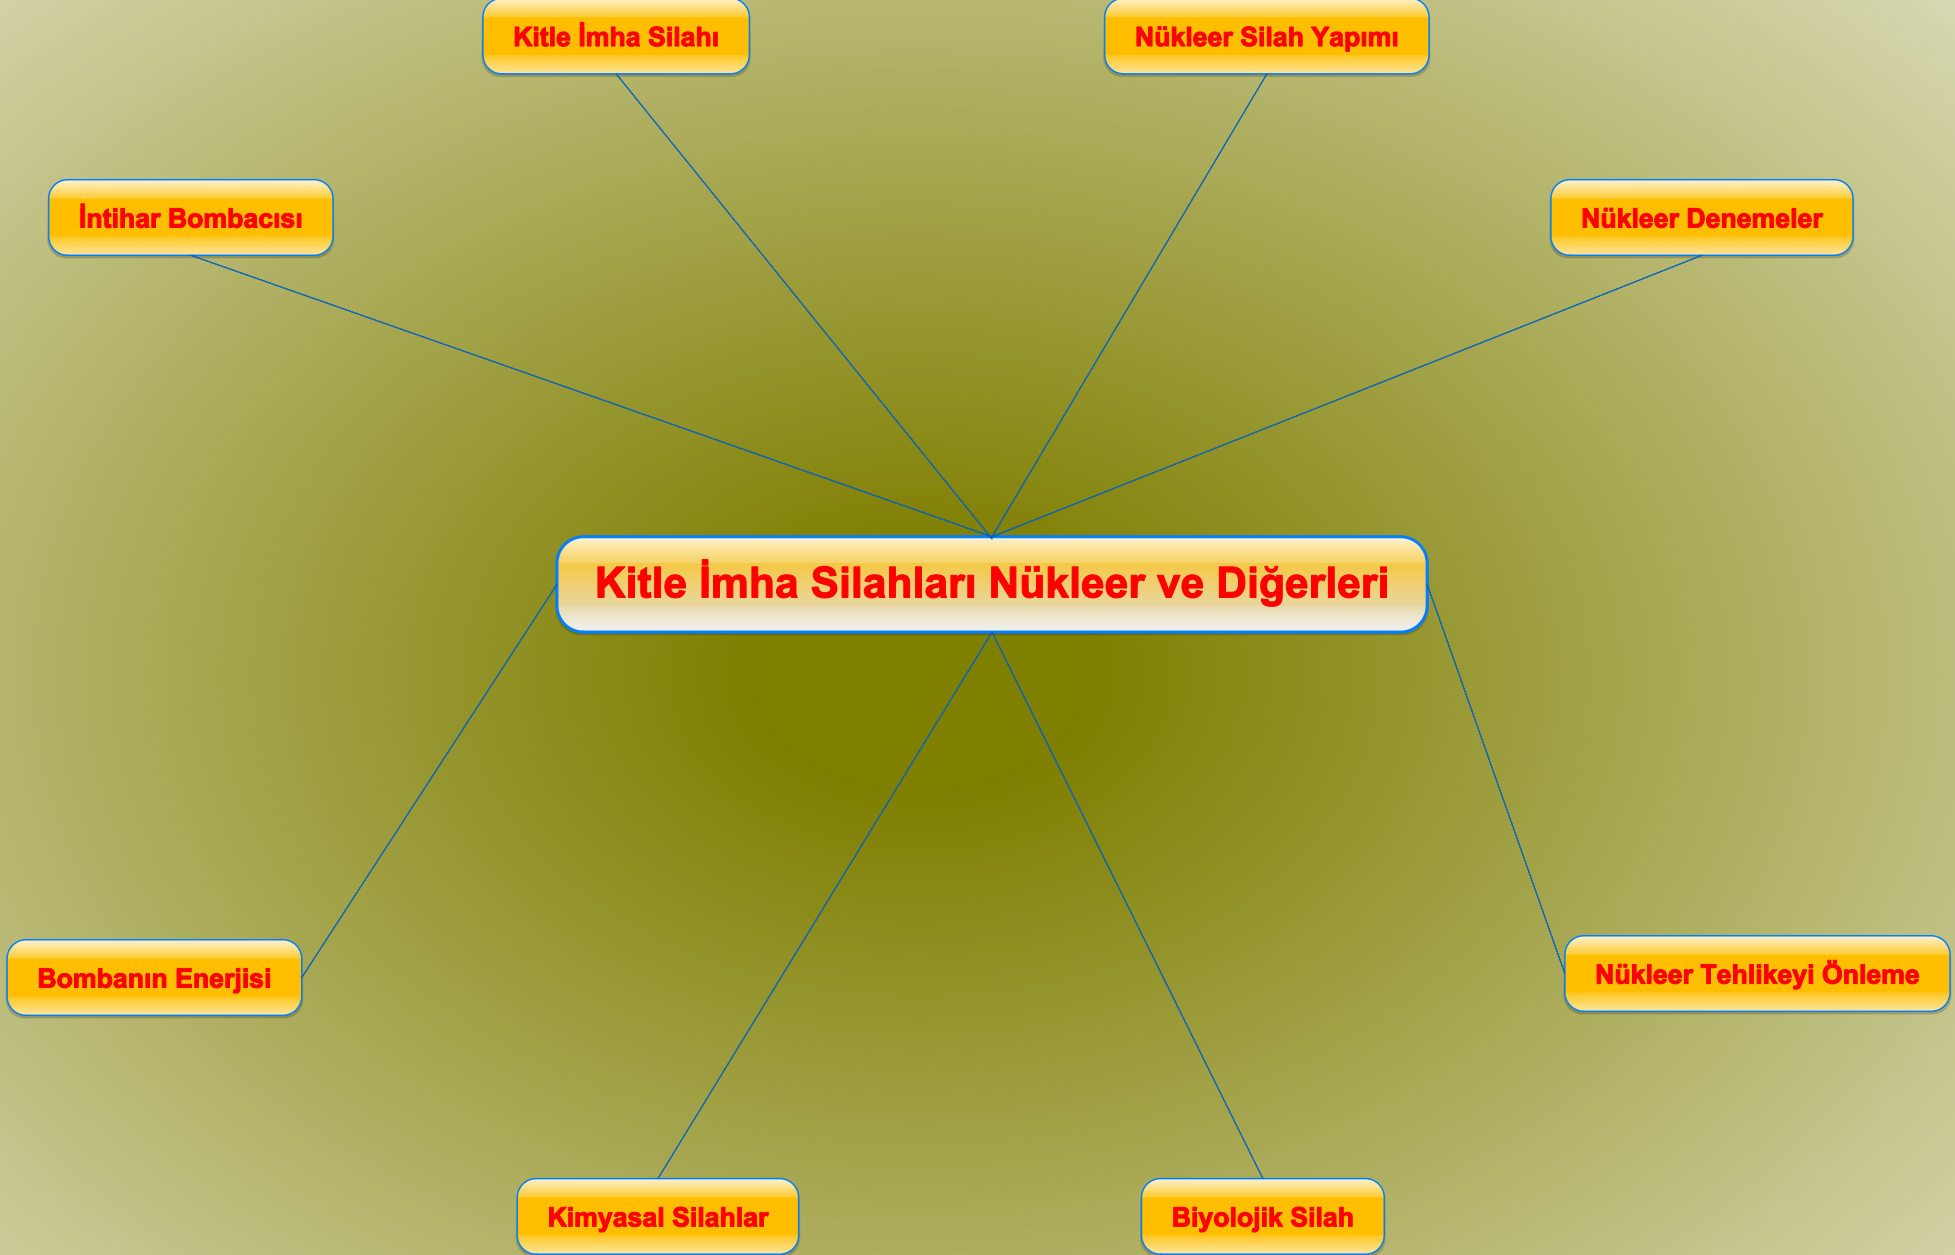 Kitle İmha Silahı
Nükleer Silah Yapımı
İntihar Bombacısı
Nükleer Denemeler
Kitle İmha Silahları Nükleer ve Diğerleri
Bombanın Enerjisi
Nükleer Tehlikeyi Önleme
Kimyasal Silahlar
Biyolojik Silah